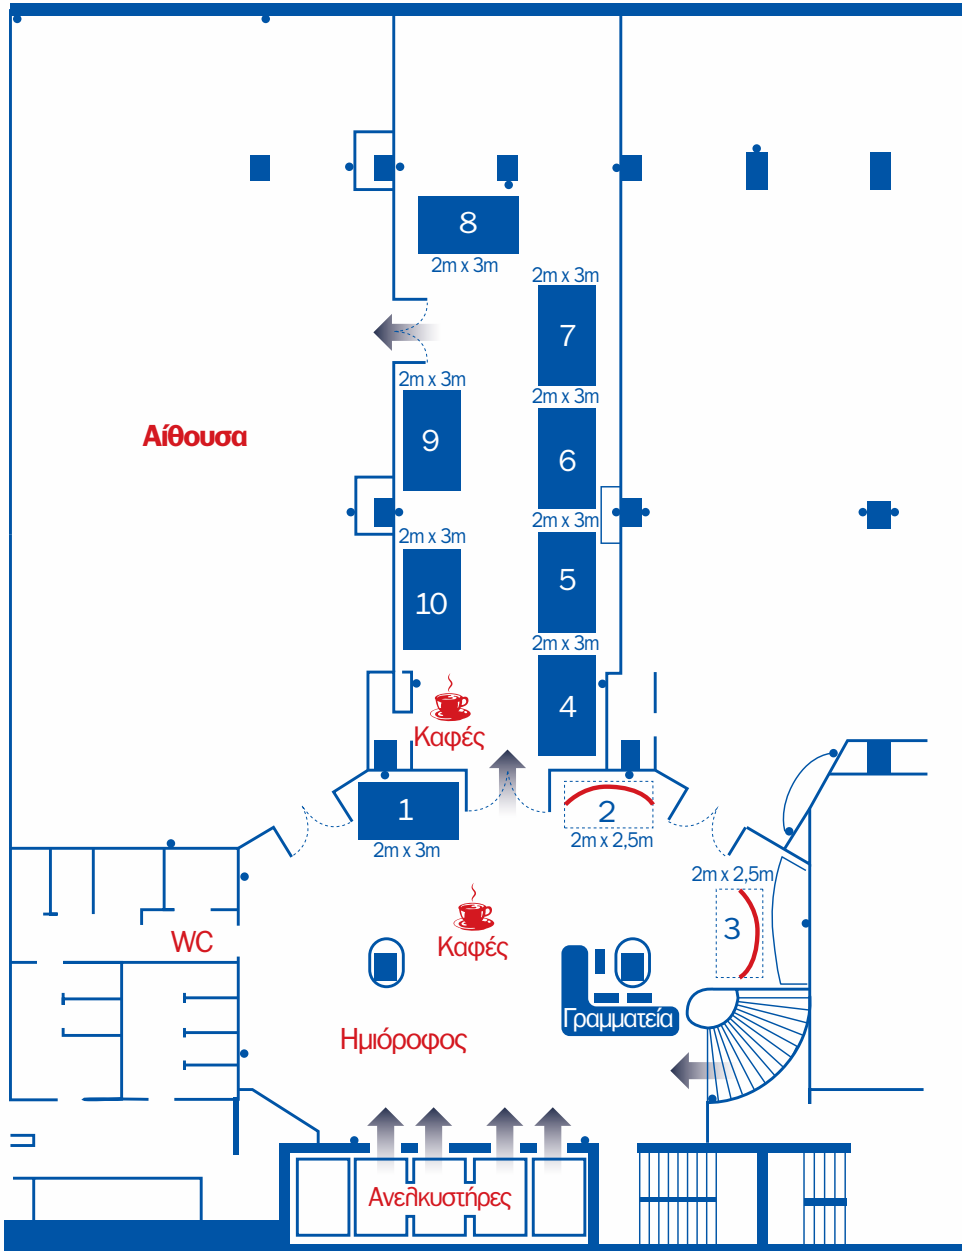 8
2m x 3m
2m x 3m
7
2m x 3m
9
2m x 3m
6
Αίθουσα
2m x 3m
10
2m x 3m
5
2m x 3m
4
Καφές
1
2m x 3m
2
2m x 2,5m
2m x 2,5m
3
WC
Καφές
Γραμματεία
Ημιόροφος
Ανελκυστήρες